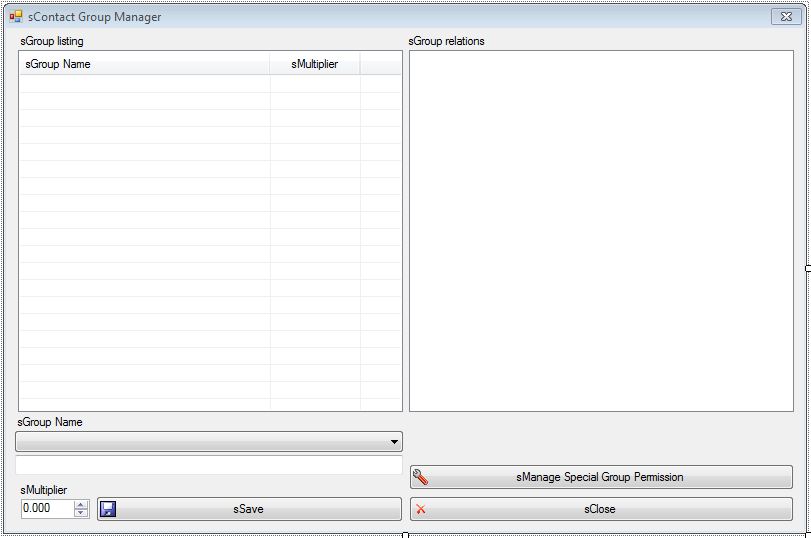 sContact Group Manager
sGroup listing
sGroup relations
sGroup Name
sMultiplier
sGroup Name
sManage Special Group Permission
sMultiplier
0.000
sSave
sClose